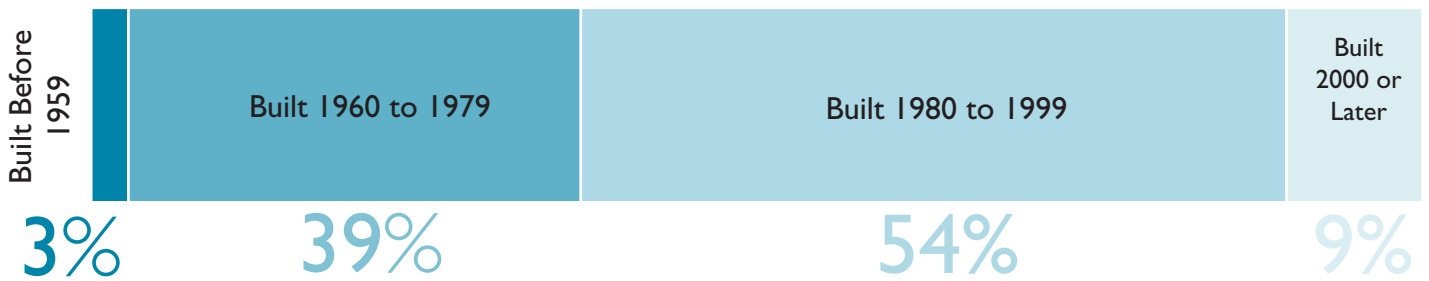 Built Before
1959
Built 1960 to 1979
Built 1980 to 1999
Built
2000 or
Later
3%
39%
54%
9%